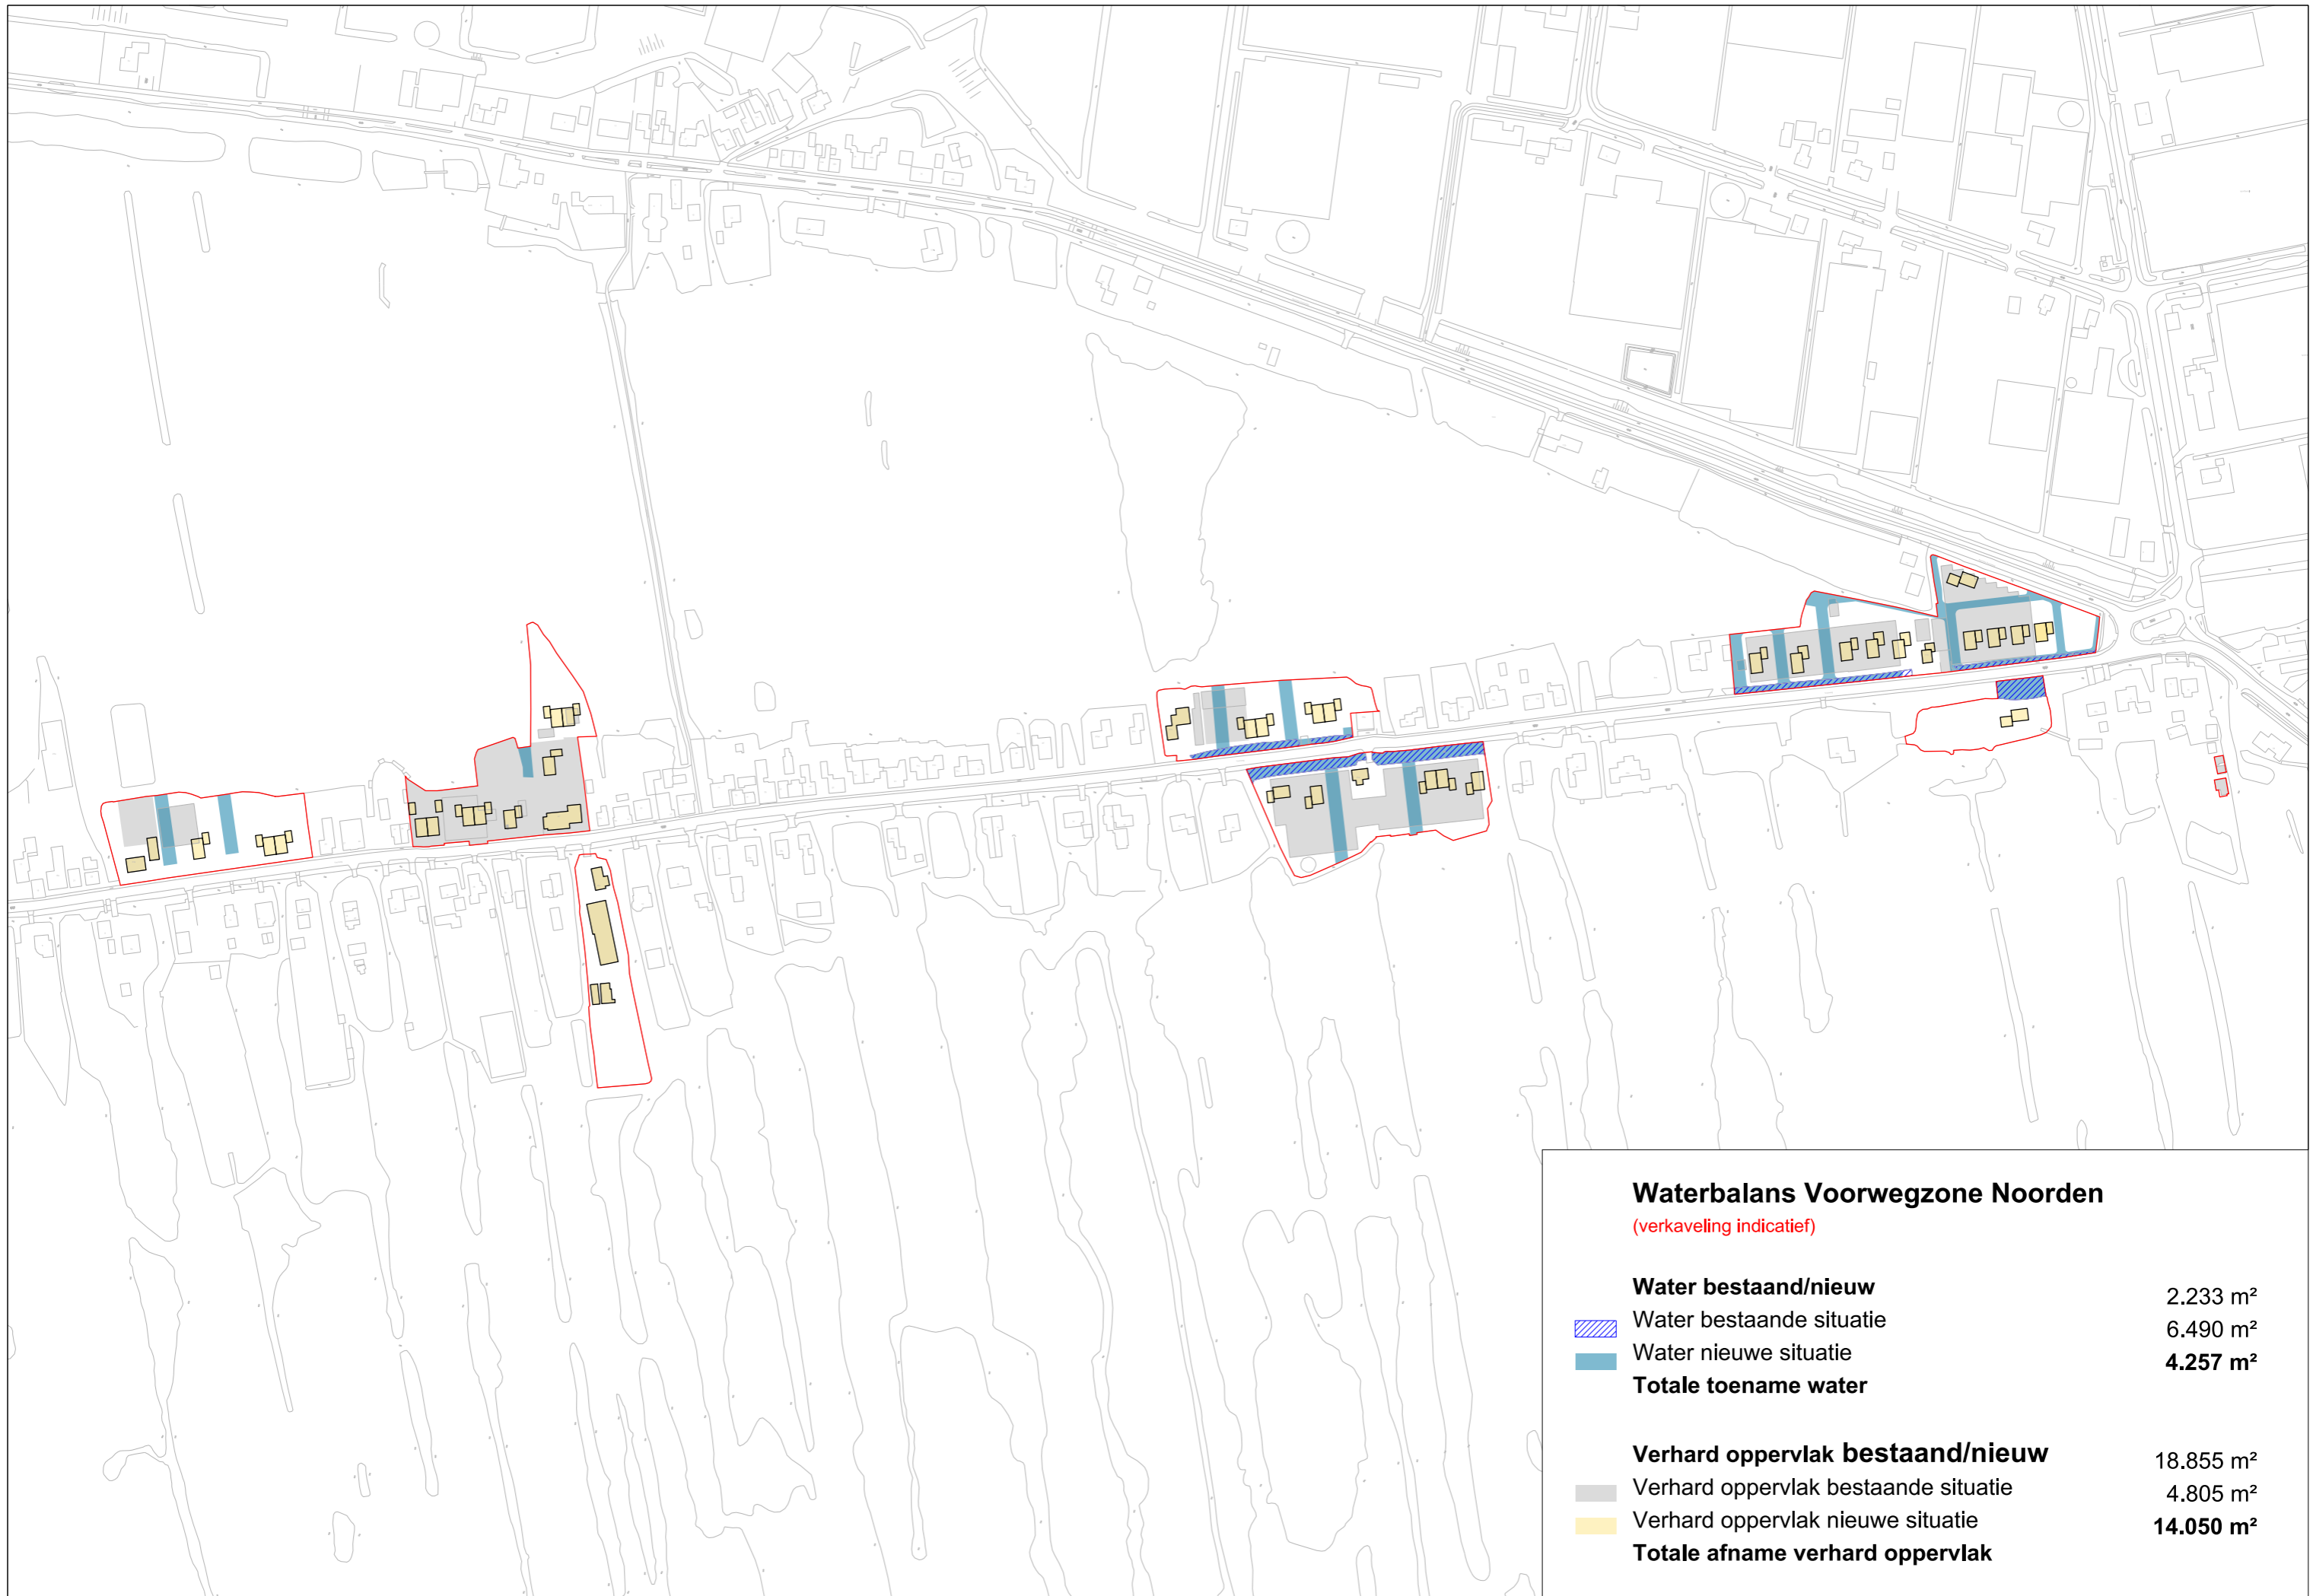 Waterbalans Voorwegzone Noorden
(verkaveling indicatief)
Water bestaand/nieuw
2.233 m²
Water bestaande situatie
6.490 m²
Water nieuwe situatie
4.257 m²
Totale toename water
Verhard oppervlak bestaand/nieuw
18.855 m²
Verhard oppervlak bestaande situatie
4.805 m²
Verhard oppervlak nieuwe situatie
14.050 m²
Totale afname verhard oppervlak